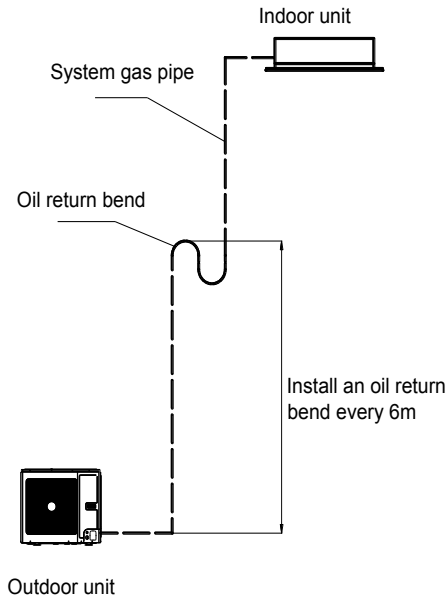 Indoor unit
System gas pipe
Oil return bend
Install an oil return
bend every 6m
Outdoor unit